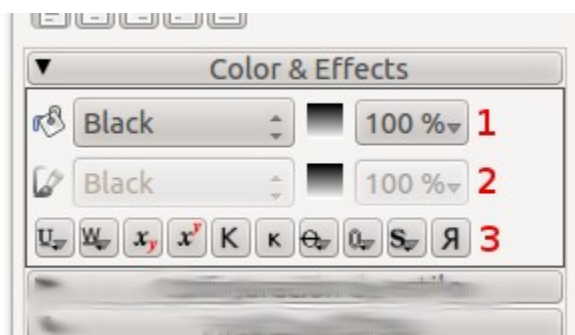 Color & Effects
Black 100 % 1
Black 100 % 2
U W x y x y K K O U S Я 3